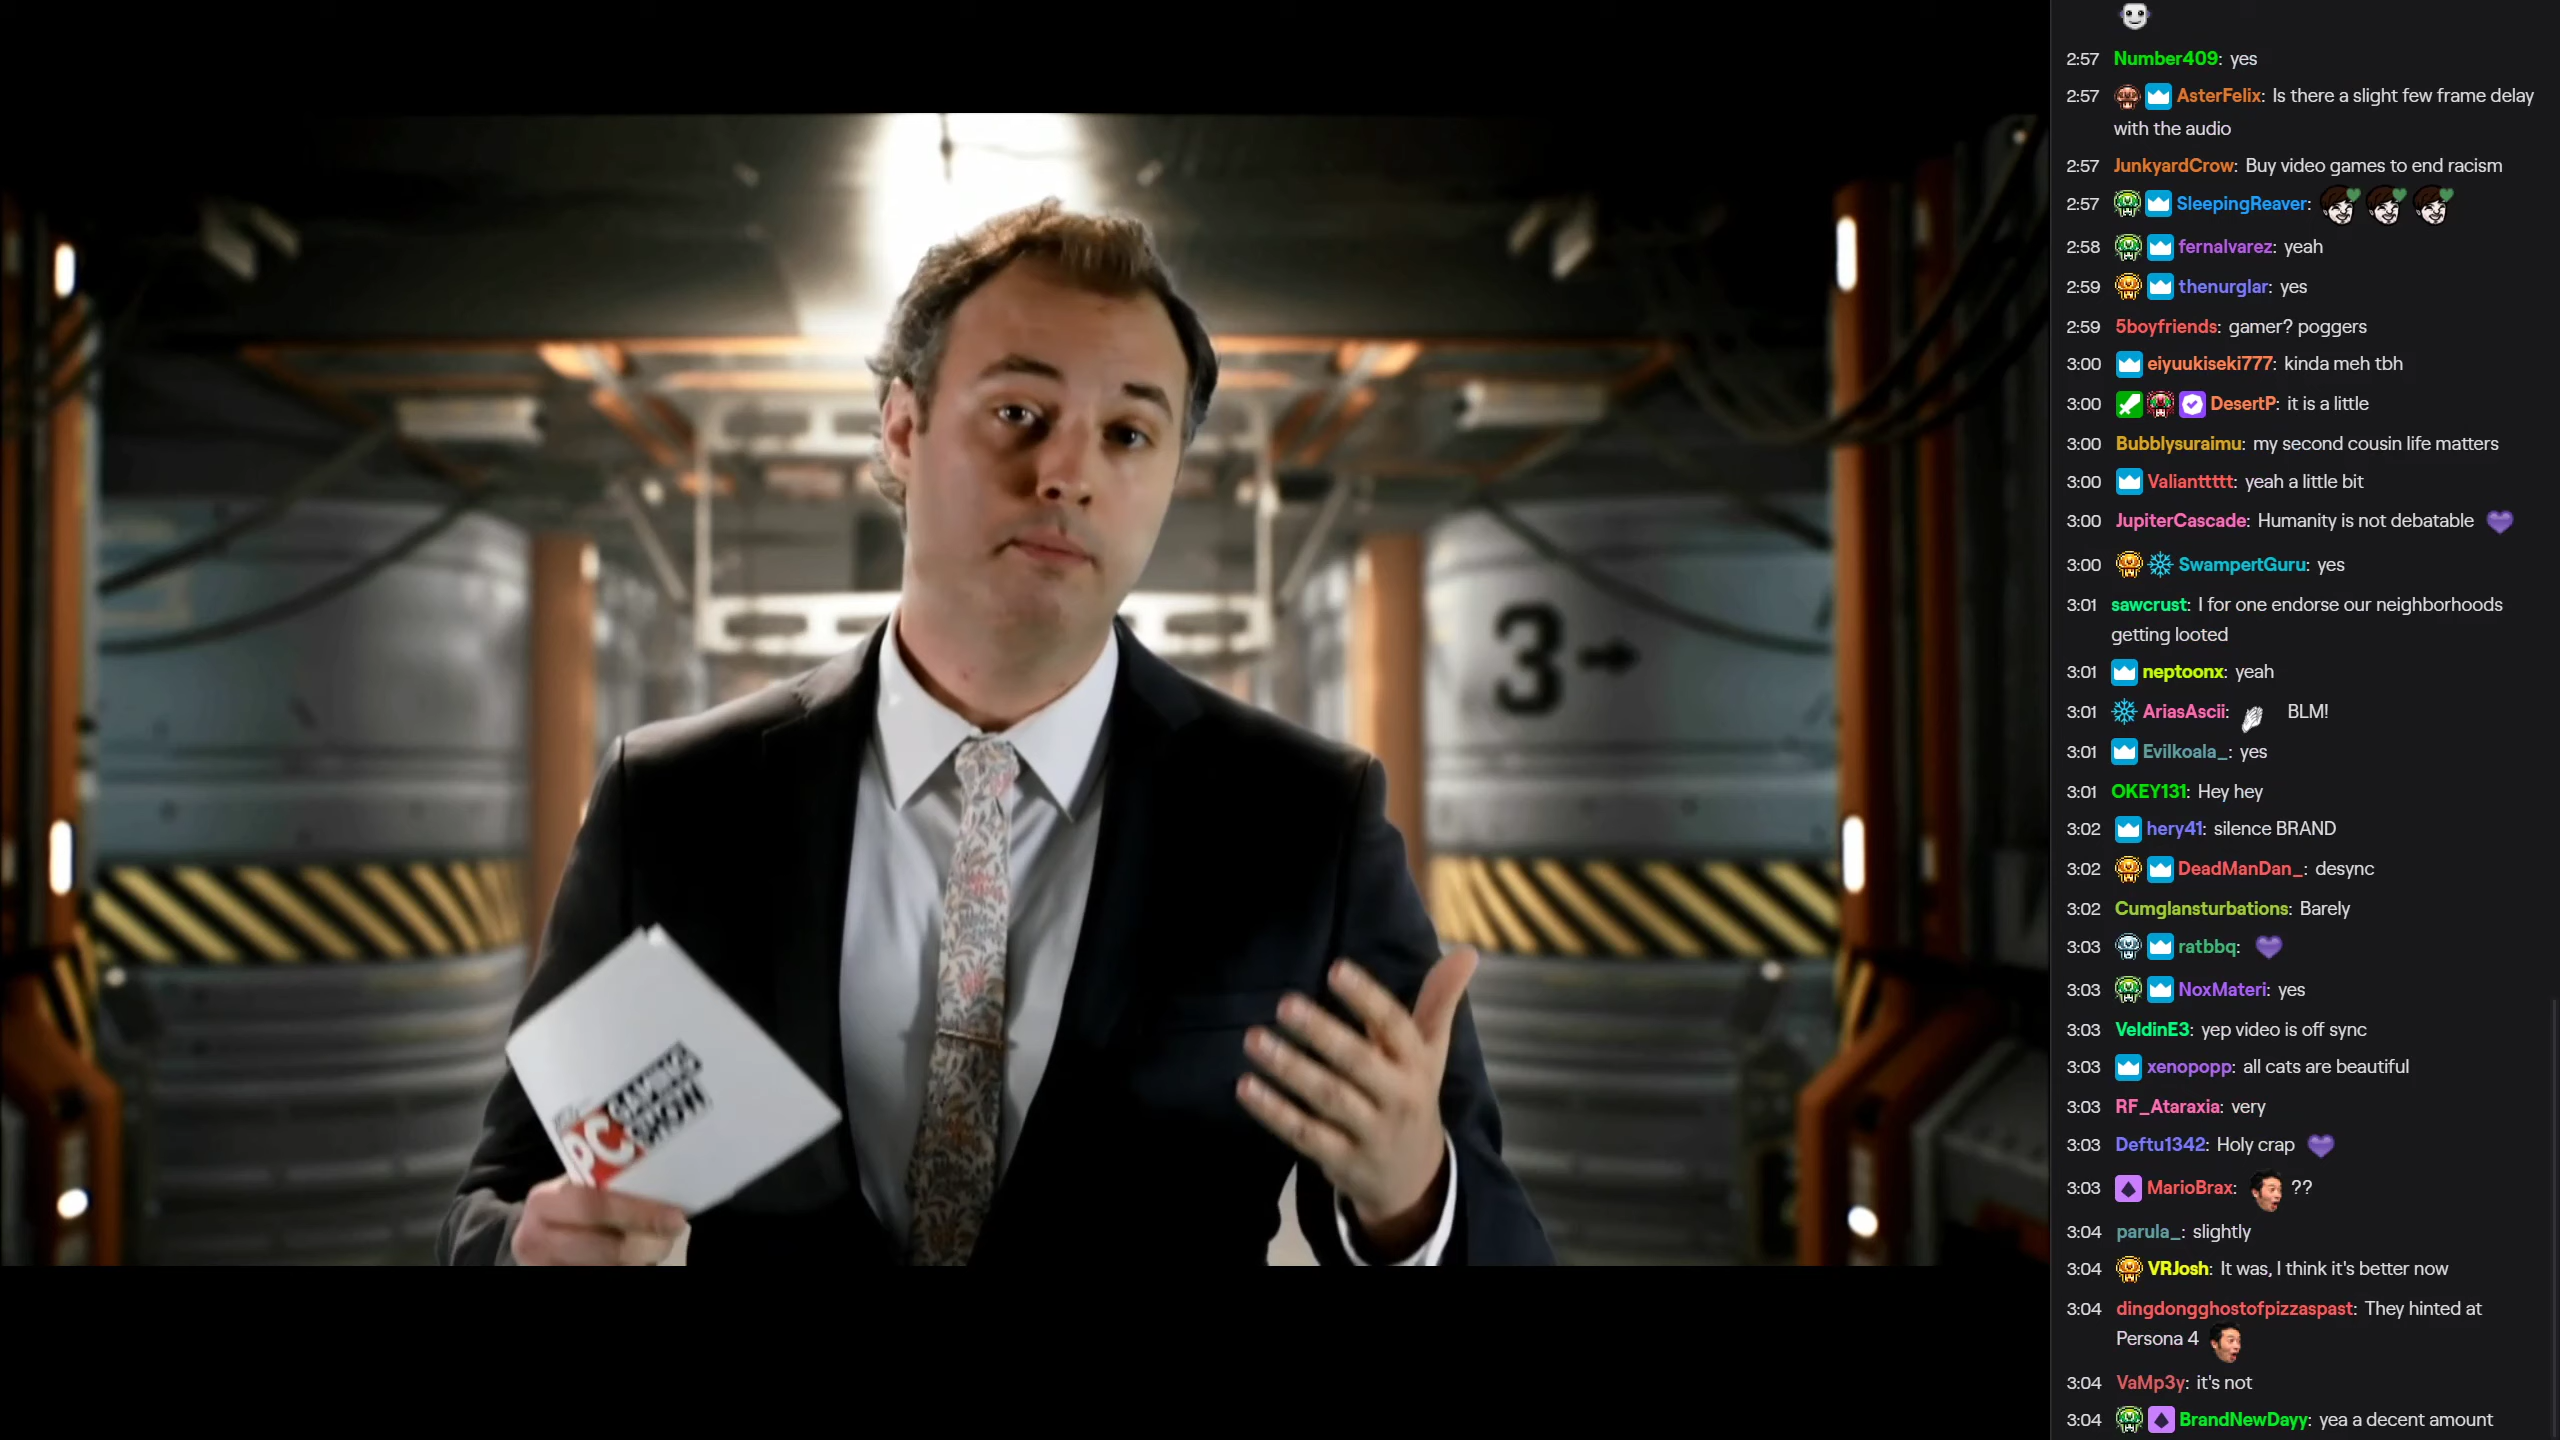 3
PC GAMING
SHOW
2:57 Number409: yes
2:57 AsterFelix: Is there a slight few frame delay
with the audio
2:57 JunkyardCrow: Buy video games to end racism
2:57 SleepingReaver:
2:58 fernalvarez: yeah
2:59 thenurglar: yes
2:59 5boyfriends: gamer? poggers
3:00 eiyuukiseki777: kinda meh tbh
3:00 DesertP: it is a little
3:00 Bubblysuraimu: my second cousin life matters
3:00 Valianttttt: yeah a little bit
3:00 JupiterCascade: Humanity is not debatable
3:00 SwampertGuru: yes
3:01 sawcrust: I for one endorse our neighborhoods
getting looted
3:01 neptoonx: yeah
3:01 AriasAscii: BLM!
3:01 Evilkoala_: yes
3:01 OKEY131: Hey hey
3:02 hery41: silence BRAND
3:02 DeadManDan_: desync
3:02 Cumglansturbations: Barely
3:03 ratbbq:
3:03 NoxMateri: yes
3:03 VeldinE3: yep video is off sync
3:03 xenopopp: all cats are beautiful
3:03 RF_Ataraxia: very
3:03 Deftu1342: Holy crap
3:03 MarioBrax: ??
3:04 parula_: slightly
3:04 VRJosh: It was, I think it's better now
3:04 dingdongghostofpizzaspast: They hinted at
Persona 4
3:04 VaMp3y: it's not
3:04 BrandNewDayy: yea a decent amount